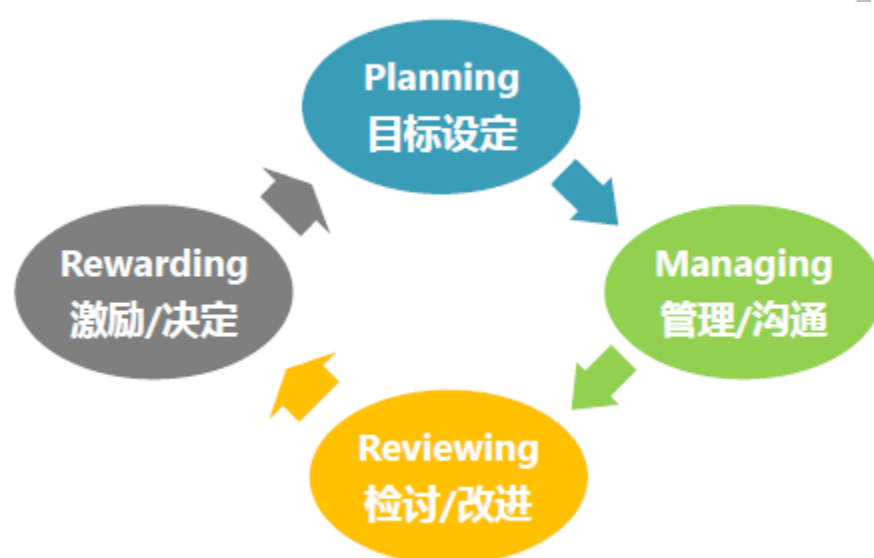 Planning
目标设定
Managing
管理/沟通
Reviewing
检讨/改进
Rewarding
激励/决定